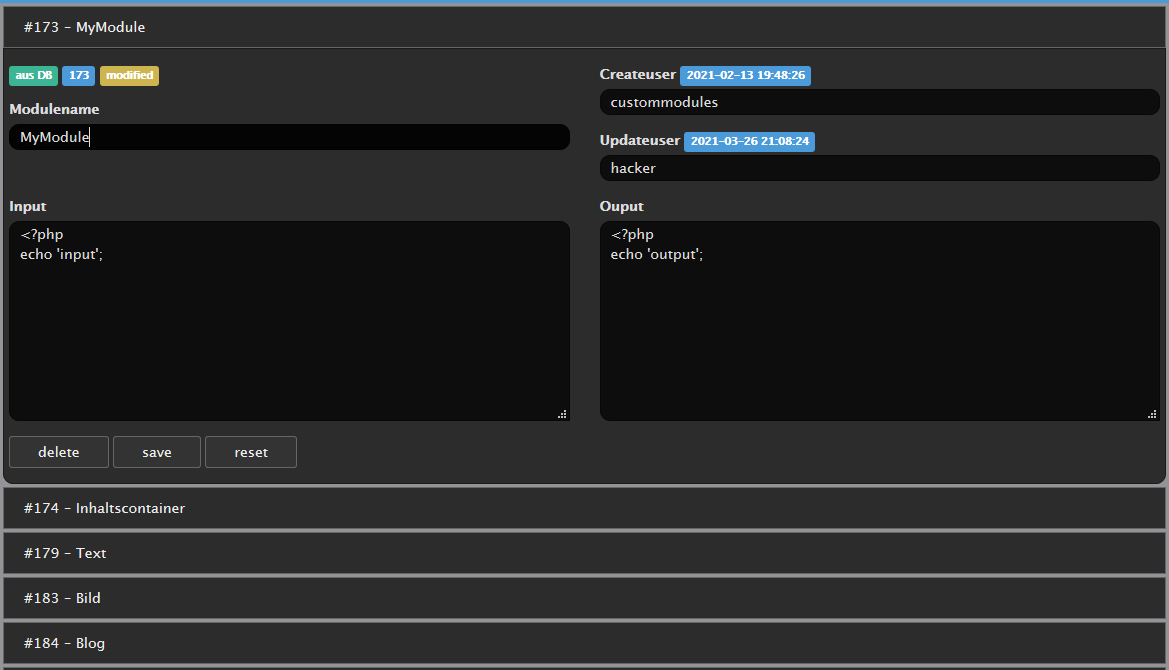 #173 - MyModule
aus DB 173 modified
Modulename
MyModule
Createuser 2021-02-13 19:48:26
custommodules
Updateuser 2021-03-26 21:08:24
hacker
Input
<?php
echo 'input';
Ouput
<?php
echo 'output';
delete save reset
#174 - Inhaltscontainer
#179 - Text
#183 - Bild
#184 - Blog